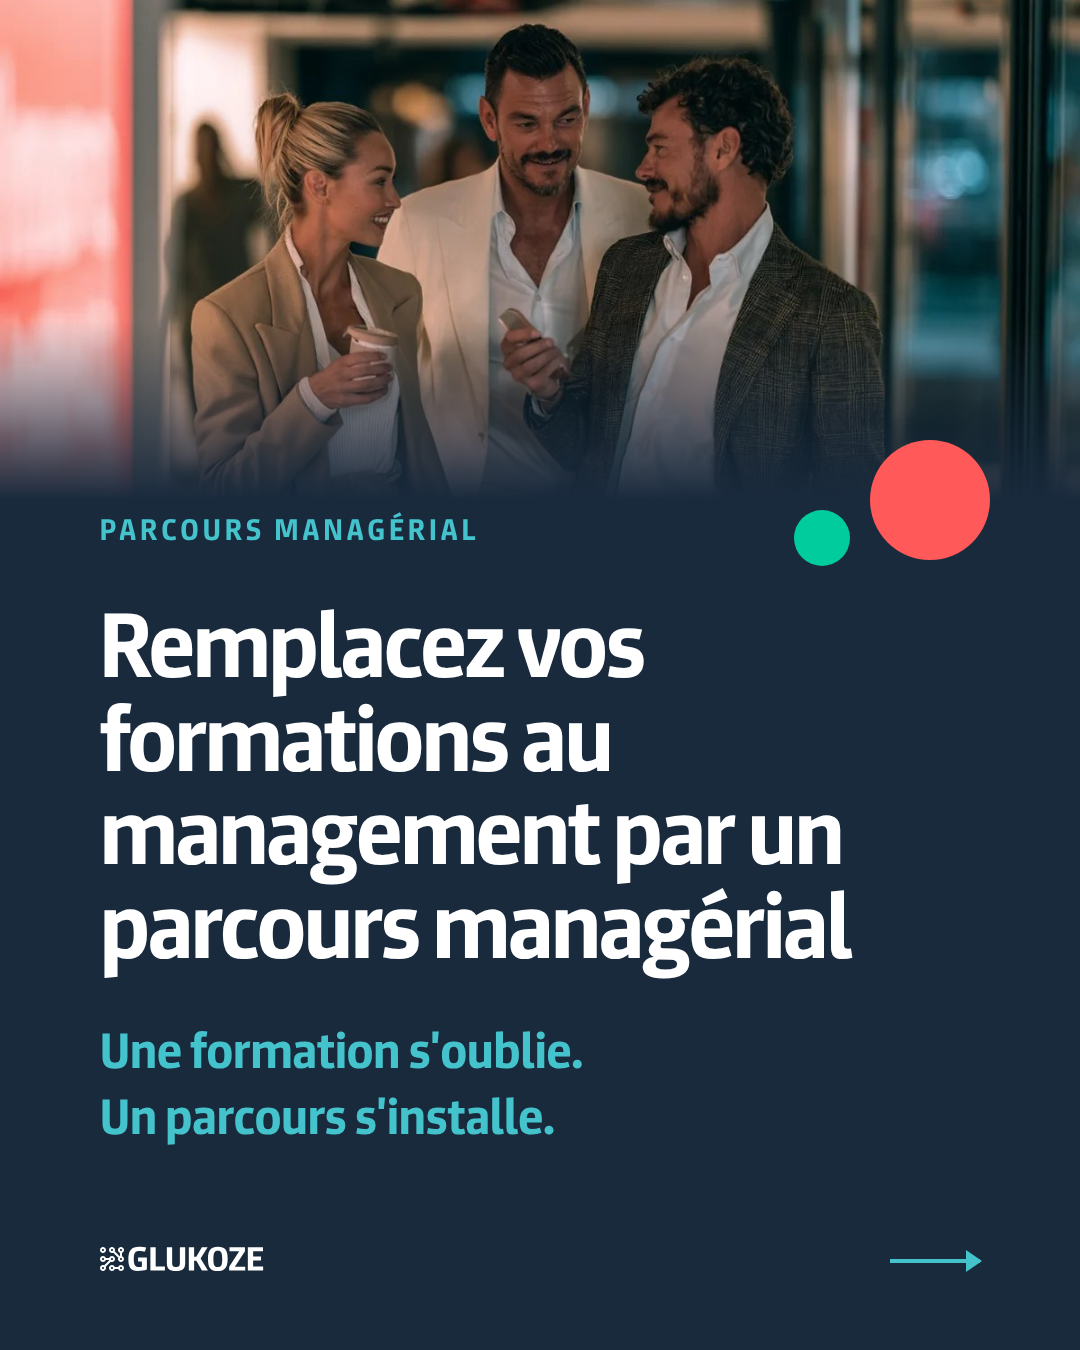 PARCOURS MANAGÉRIAL
Remplacez vos
formations au
management par un
parcours managérial
Une formation s'oublie.
Un parcours s'installe.
GLUKOZE